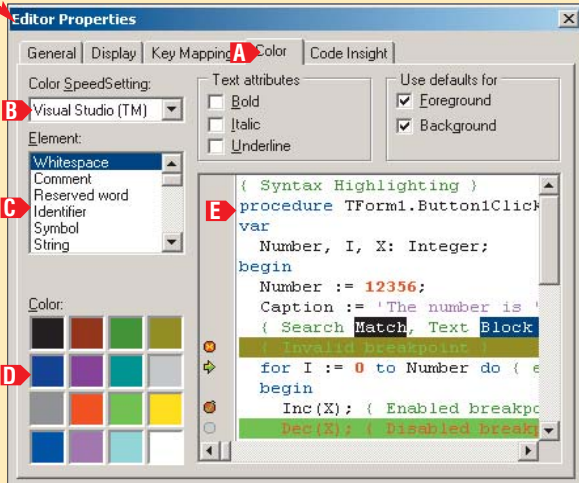 Editor Properties
General Display Key Mapping A Color Code Insight
Color SpeedSetting:
B Visual Studio (TM)
Element:
C
Whitespace
Comment
Reserved word
Identifier
Symbol
String
Color:
D
Text attributes
Bold
Italic
Underline
Use defaults for
Foreground
Background
E
{ Syntax Highlighting }
procedure TForm1.Button1Click
var
Number, I, X: Integer;
begin
Number := 12356;
Caption := 'The number is '
{ Search Match, Text Block
{ Invalid breakpoint }
for I := 0 to Number do { e
begin
Inc(X); { Enabled breakpo
Dec(X); { Disabled breakp